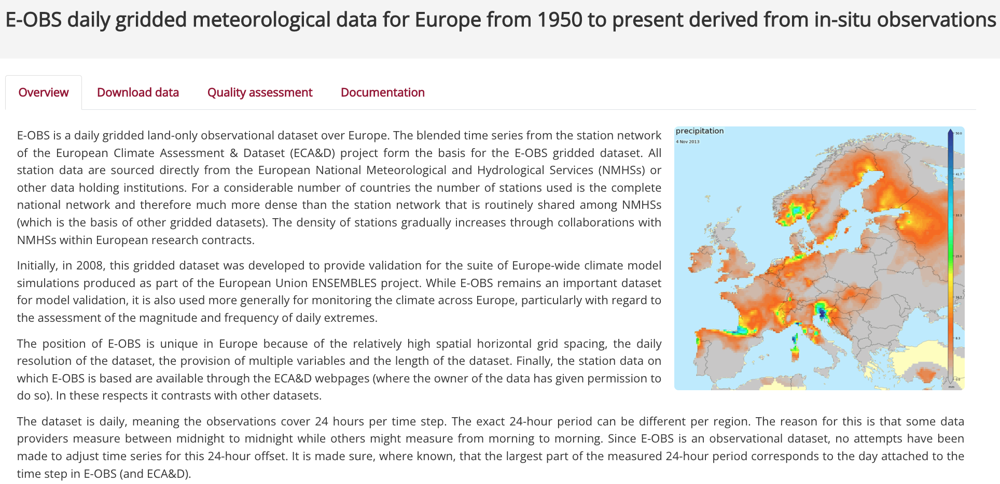 E-OBS daily gridded meteorological data for Europe from 1950 to present derived from in-situ observations
Overview
Download data
Quality assessment
Documentation
E-OBS is a daily gridded land-only observational dataset over Europe. The blended time series from the station network
of the European Climate Assessment & Dataset (ECA&D) project form the basis for the E-OBS gridded dataset. All
station data are sourced directly from the European National Meteorological and Hydrological Services (NMHSs) or
other data holding institutions. For a considerable number of countries the number of stations used is the complete
national network and therefore much more dense than the station network that is routinely shared among NMHSs
(which is the basis of other gridded datasets). The density of stations gradually increases through collaborations with
NMHSs within European research contracts.
Initially, in 2008, this gridded dataset was developed to provide validation for the suite of Europe-wide climate model
simulations produced as part of the European Union ENSEMBLES project. While E-OBS remains an important dataset
for model validation, it is also used more generally for monitoring the climate across Europe, particularly with regard to
the assessment of the magnitude and frequency of daily extremes.
The position of E-OBS is unique in Europe because of the relatively high spatial horizontal grid spacing, the daily
resolution of the dataset, the provision of multiple variables and the length of the dataset. Finally, the station data on
which E-OBS is based are available through the ECA&D webpages (where the owner of the data has given permission to
do so). In these respects it contrasts with other datasets.
The dataset is daily, meaning the observations cover 24 hours per time step. The exact 24-hour period can be different per region. The reason for this is that some data
providers measure between midnight to midnight while others might measure from morning to morning. Since E-OBS is an observational dataset, no attempts have been
made to adjust time series for this 24-hour offset. It is made sure, where known, that the largest part of the measured 24-hour period corresponds to the day attached to the
time step in E-OBS (and ECA&D).
precipitation
4 Nov 2013
50.0
41.7
33.3
25.0
16.7
8.3
0.0
mm